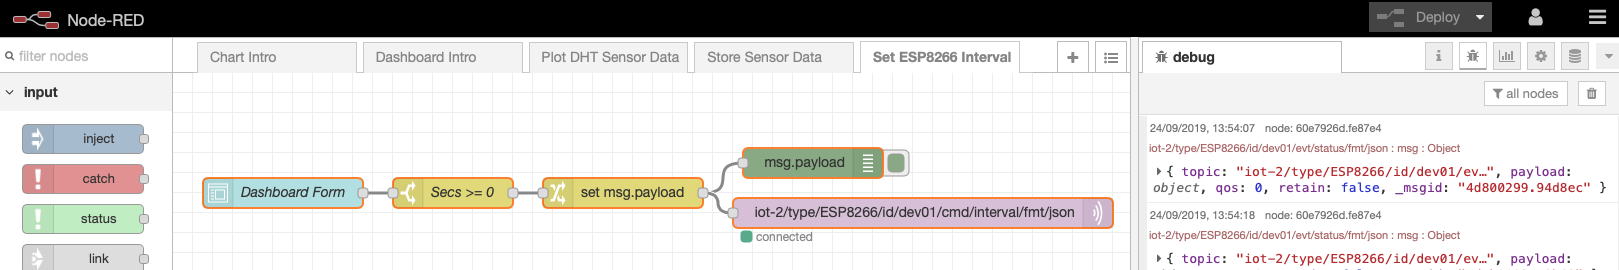 Node-RED
Deploy
filter nodes
Chart Intro
Dashboard Intro
Plot DHT Sensor Data
Store Sensor Data
Set ESP8266 Interval
debug
input
all nodes
inject
catch
status
link
Dashboard Form
Secs >= 0
set msg.payload
msg.payload
iot-2/type/ESP8266/id/dev01/cmd/interval/fmt/json
connected
24/09/2019, 13:54:07 node: 60e7926d.fe87e4
iot-2/type/ESP8266/id/dev01/evt/status/fmt/json : msg : Object
{ topic: "iot-2/type/ESP8266/id/dev01/ev…", payload:
object, qos: 0, retain: false, _msgid: "4d800299.94d8ec" }
24/09/2019, 13:54:18 node: 60e7926d.fe87e4
iot-2/type/ESP8266/id/dev01/evt/status/fmt/json : msg : Object
{ topic: "iot-2/type/ESP8266/id/dev01/ev…", payload: